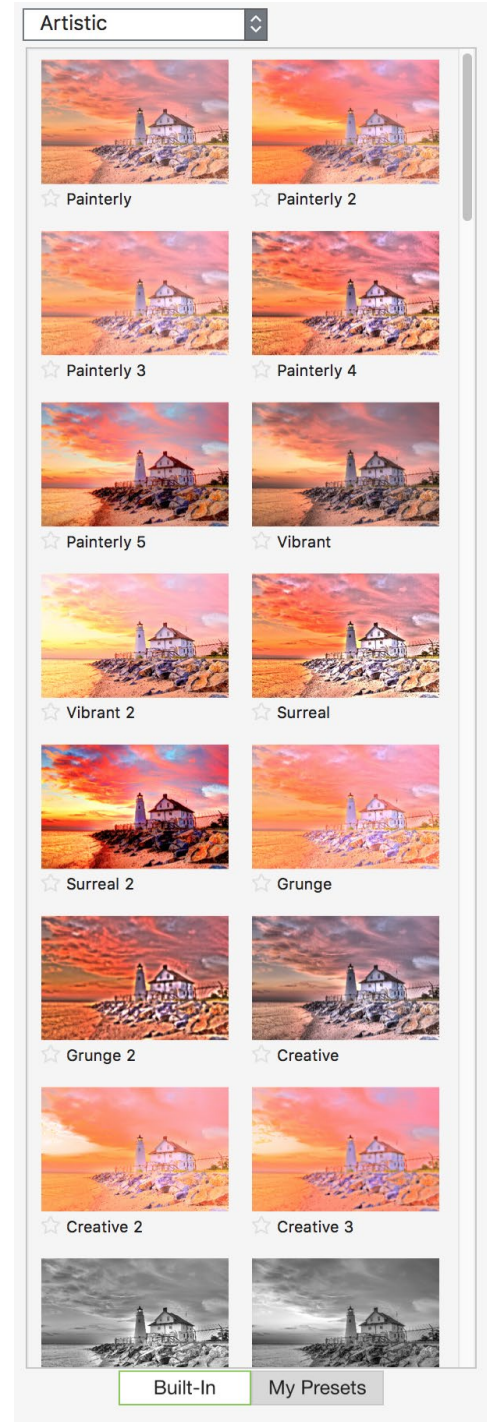 Artistic
Painterly
Painterly 2
Painterly 3
Painterly 4
Painterly 5
Vibrant
Vibrant 2
Surreal
Surreal 2
Grunge
Grunge 2
Creative
Creative 2
Creative 3
Built-In
My Presets